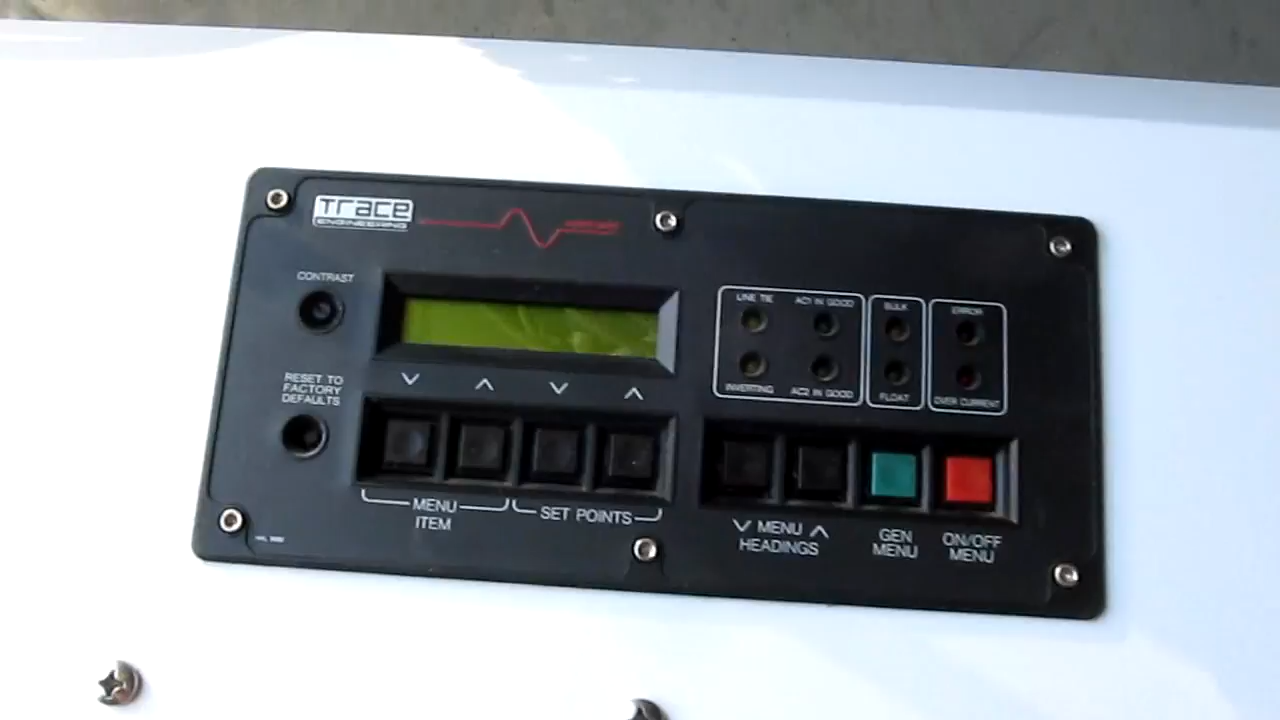 Trace
ENGINEERING
CONTRAST
RESET TO
FACTORY
DEFAULTS
LINE TIE
AC1 IN GOOD
BULK
ERROR
INVERTING
AC2 IN GOOD
FLOAT
OVER CURRENT
MENU
ITEM
SET POINTS
MENU
HEADINGS
GEN
MENU
ON/OFF
MENU